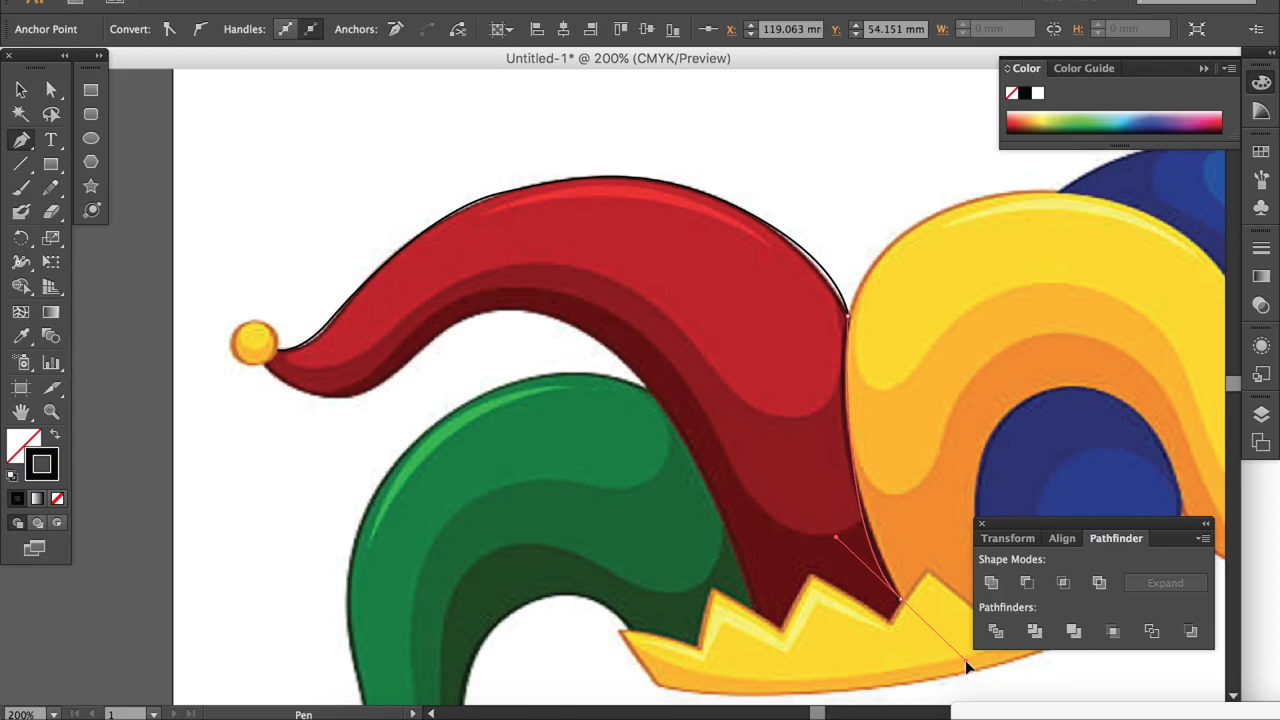 Anchor Point Convert: Handles: Anchors: X: 119.063 mm Y: 54.151 mm W: 0 mm H: 0 mm
Untitled-1* @ 200% (CMYK/Preview)
Color Color Guide
Transform Align Pathfinder
Shape Modes:
Expand
Pathfinders:
200% 1 Pen